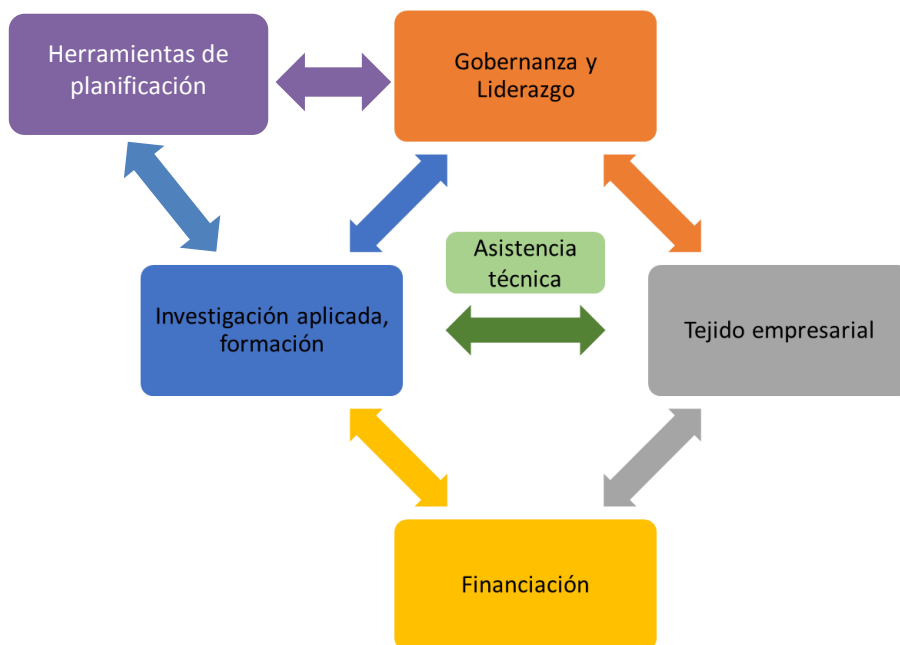 Herramientas de
planificación
Gobernanza y
Liderazgo
Asistencia
técnica
Investigación aplicada,
formación
Tejido empresarial
Financiación